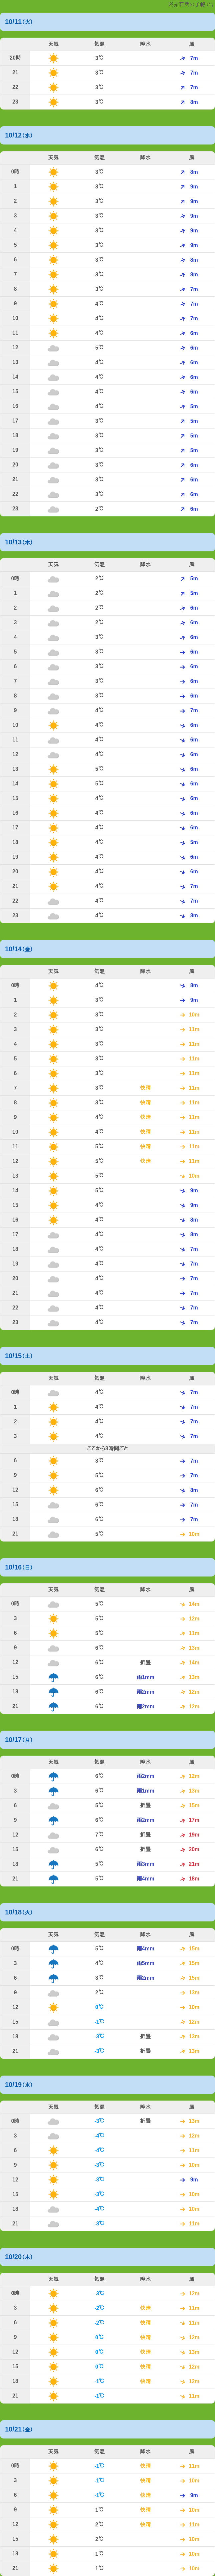 10/11(火)
天気 気温 降水 風
20時 3℃ 7m
21 3℃ 7m
22 3℃ 7m
23 3℃ 8m
10/12(水)
天気 気温 降水 風
0時 3℃ 8m
1 3℃ 9m
2 3℃ 9m
3 3℃ 9m
4 3℃ 9m
5 3℃ 9m
6 3℃ 8m
7 3℃ 8m
8 3℃ 7m
9 4℃ 7m
10 4℃ 7m
11 4℃ 6m
12 5℃ 6m
13 4℃ 6m
14 4℃ 6m
15 4℃ 6m
16 4℃ 5m
17 3℃ 5m
18 3℃ 5m
19 3℃ 5m
20 3℃ 6m
21 3℃ 6m
22 3℃ 6m
23 2℃ 6m
10/13(木)
天気 気温 降水 風
0時 2℃ 5m
1 2℃ 5m
2 2℃ 6m
3 2℃ 6m
4 3℃ 6m
5 3℃ 6m
6 3℃ 6m
7 3℃ 6m
8 3℃ 6m
9 4℃ 7m
10 4℃ 6m
11 4℃ 6m
12 4℃ 6m
13 5℃ 6m
14 5℃ 6m
15 4℃ 6m
16 4℃ 6m
17 4℃ 6m
18 4℃ 5m
19 4℃ 6m
20 4℃ 6m
21 4℃ 7m
22 4℃ 7m
23 4℃ 8m
10/14(金)
天気 気温 降水 風
0時 4℃ 8m
1 3℃ 9m
2 3℃ 10m
3 3℃ 11m
4 3℃ 11m
5 3℃ 11m
6 3℃ 11m
7 3℃ 快晴 11m
8 3℃ 快晴 11m
9 4℃ 快晴 11m
10 4℃ 快晴 11m
11 5℃ 快晴 11m
12 5℃ 快晴 11m
13 5℃ 10m
14 5℃ 9m
15 4℃ 9m
16 4℃ 8m
17 4℃ 8m
18 4℃ 7m
19 4℃ 7m
20 4℃ 7m
21 4℃ 7m
22 4℃ 7m
23 4℃ 7m
10/15(土)
天気 気温 降水 風
0時 4℃ 7m
1 4℃ 7m
2 4℃ 7m
3 4℃ 7m
ここから3時間ごと
6 3℃ 7m
9 5℃ 7m
12 6℃ 8m
15 6℃ 7m
18 6℃ 7m
21 5℃ 10m
10/16(日)
天気 気温 降水 風
0時 5℃ 14m
3 5℃ 12m
6 5℃ 11m
9 6℃ 13m
12 6℃ 折畳 14m
15 6℃ 雨1mm 13m
18 6℃ 雨2mm 12m
21 6℃ 雨2mm 12m
10/17(月)
天気 気温 降水 風
0時 6℃ 雨2mm 12m
3 6℃ 雨1mm 13m
6 5℃ 折畳 15m
9 6℃ 雨2mm 17m
12 7℃ 折畳 19m
15 6℃ 折畳 20m
18 5℃ 雨3mm 21m
21 5℃ 雨4mm 18m
10/18(火)
天気 気温 降水 風
0時 5℃ 雨4mm 15m
3 4℃ 雨5mm 15m
6 3℃ 雨2mm 15m
9 2℃ 13m
12 0℃ 10m
15 -1℃ 12m
18 -3℃ 折畳 13m
21 -3℃ 折畳 13m
10/19(水)
天気 気温 降水 風
0時 -3℃ 折畳 13m
3 -4℃ 12m
6 -4℃ 11m
9 -3℃ 10m
12 -3℃ 9m
15 -3℃ 10m
18 -4℃ 10m
21 -3℃ 11m
10/20(木)
天気 気温 降水 風
0時 -3℃ 12m
3 -2℃ 快晴 11m
6 -2℃ 快晴 11m
9 0℃ 快晴 12m
12 0℃ 快晴 13m
15 0℃ 快晴 12m
18 -1℃ 快晴 12m
21 -1℃ 快晴 11m
10/21(金)
天気 気温 降水 風
0時 -1℃ 快晴 11m
3 -1℃ 快晴 10m
6 -1℃ 快晴 9m
9 1℃ 快晴 10m
12 2℃ 快晴 11m
15 2℃ 10m
18 1℃ 10m
21 1℃ 10m